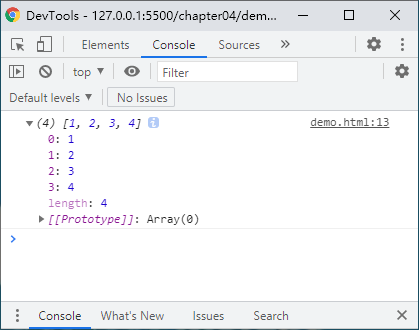 DevTools - 127.0.0.1:5500/chapter04/dem...
Elements Console Sources »
top ▼ Filter
Default levels ▼ No Issues
▼ (4) [1, 2, 3, 4] i demo.html:13
0: 1
1: 2
2: 3
3: 4
length: 4
▶ [[Prototype]]: Array(0)
>
Console What's New Issues Search